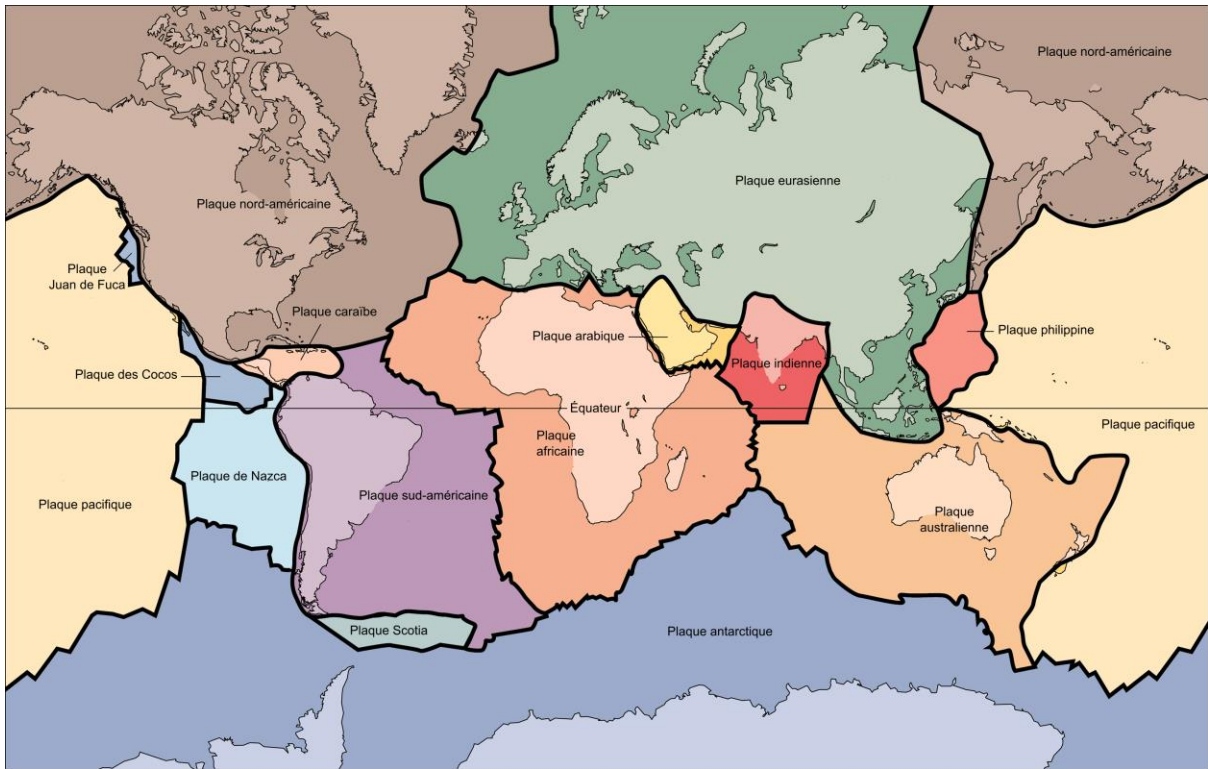 Plaque nord-américaine
Plaque eurasienne
Plaque nord-américaine
Plaque
Juan de Fuca
Plaque caraïbe
Plaque arabique
Plaque philippine
Plaque indienne
Plaque des Cocos
Équateur
Plaque pacifique
Plaque
africaine
Plaque de Nazca
Plaque sud-américaine
Plaque pacifique
Plaque
australienne
Plaque Scotia
Plaque antarctique